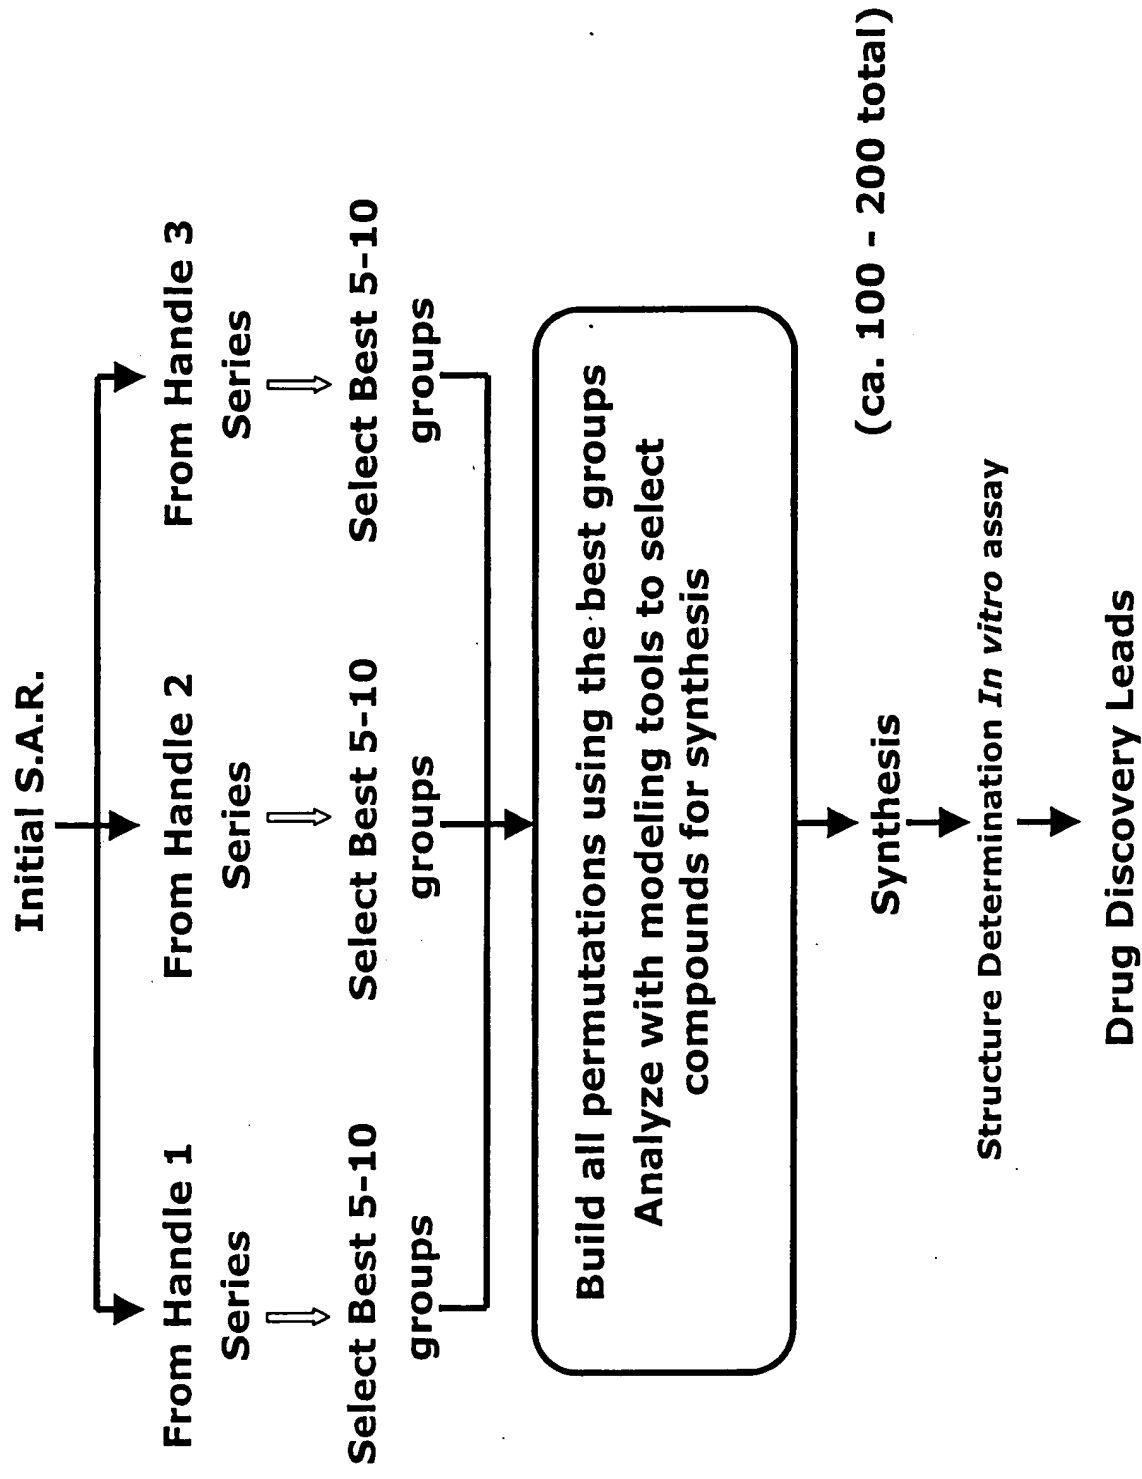 Initial S.A.R.
From Handle 1
Series
From Handle 2
Series
From Handle 3
Series
Select Best 5-10
groups
Select Best 5-10
groups
Select Best 5-10
groups
Build all permutations using the best groups
Analyze with modeling tools to select
compounds for synthesis
Synthesis
(ca. 100 - 200 total)
Structure Determination In vitro assay
Drug Discovery Leads